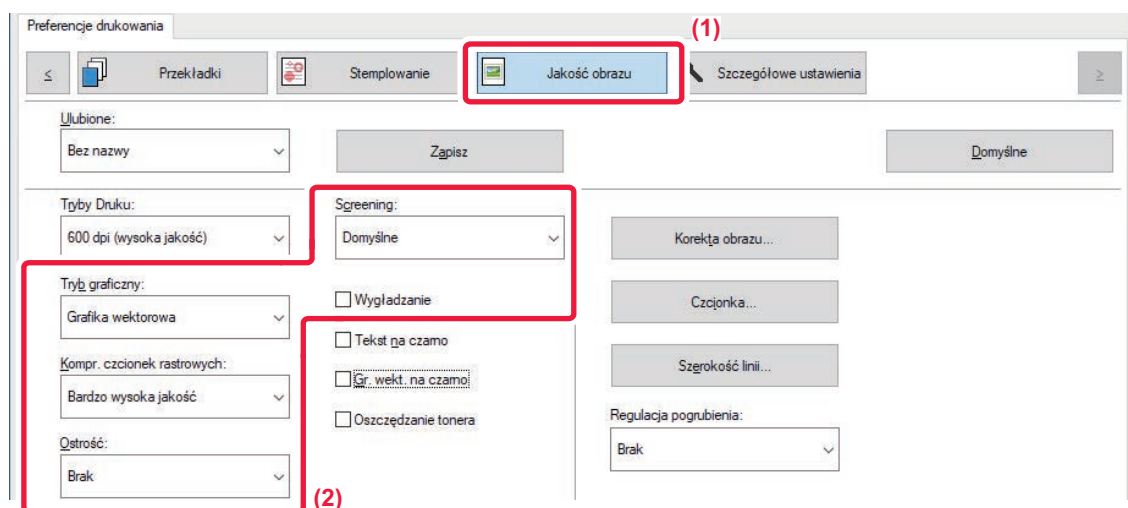 Preferencje drukowania
(1)
< Przekładki Stemplowanie Jakość obrazu Szczegółowe ustawienia >
Ulubione:
Bez nazwy Zapisz Domyślne
Tryby Druku: Screening:
600 dpi (wysoka jakość) Domyślne Korekta obrazu...
Tryb graficzny: Wygładzanie
Grafika wektorowa Czcionka...
Tekst na czarno
Kompr. czcionek rastrowych: Szerokość linii...
Bardzo wysoka jakość Gr. wekt. na czarno
Oszczędzanie tonera Regulacja pogrubienia:
Ostrość: Brak
Brak
(2)